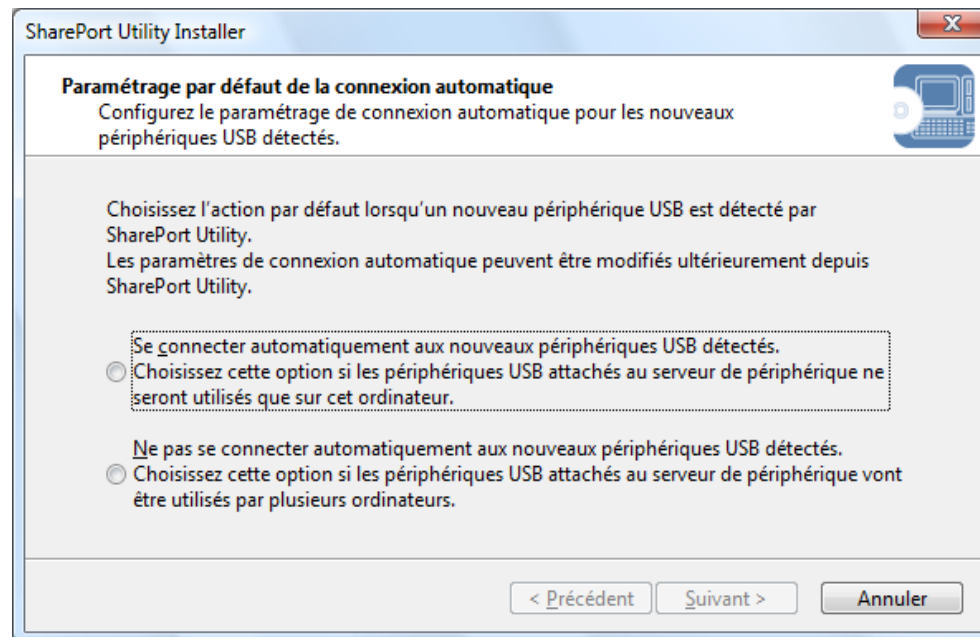 SharePort Utility Installer
Paramétrage par défaut de la connexion automatique
Configurez le paramétrage de connexion automatique pour les nouveaux
périphériques USB détectés.
Choisissez l'action par défaut lorsqu'un nouveau périphérique USB est détecté par
SharePort Utility.
Les paramètres de connexion automatique peuvent être modifiés ultérieurement depuis
SharePort Utility.
Se connecter automatiquement aux nouveaux périphériques USB détectés.
Choisissez cette option si les périphériques USB attachés au serveur de périphérique ne
seront utilisés que sur cet ordinateur.
Ne pas se connecter automatiquement aux nouveaux périphériques USB détectés.
Choisissez cette option si les périphériques USB attachés au serveur de périphérique vont
être utilisés par plusieurs ordinateurs.
< Précédent
Suivant >
Annuler